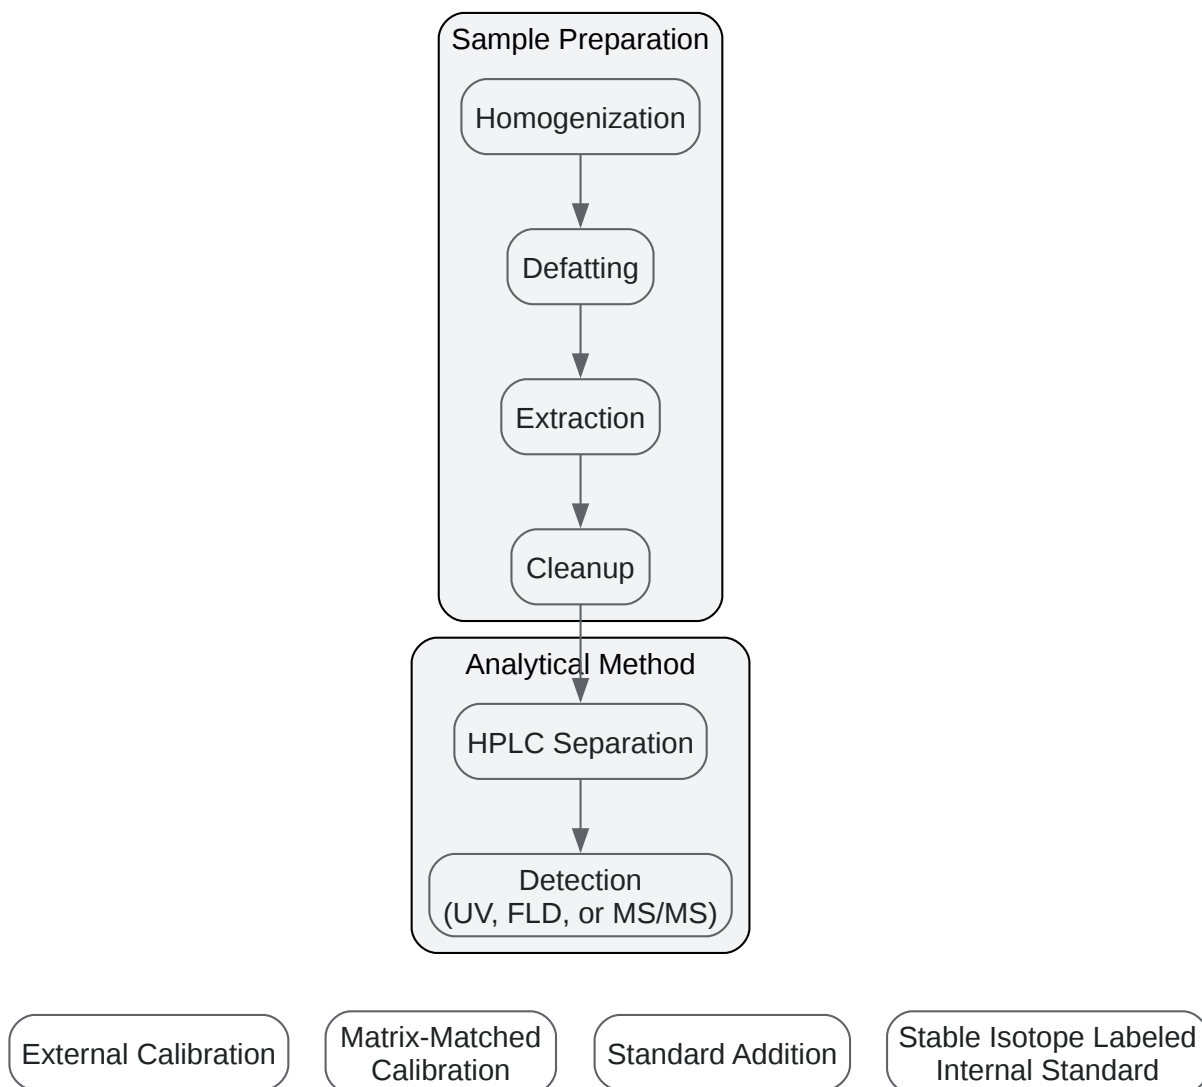 Sample Preparation
Homogenization
Defatting
Extraction
Cleanup
Analytical Method
HPLC Separation
Detection
(UV, FLD, or MS/MS)
External Calibration
Matrix-Matched
Calibration
Standard Addition
Stable Isotope Labeled
Internal Standard